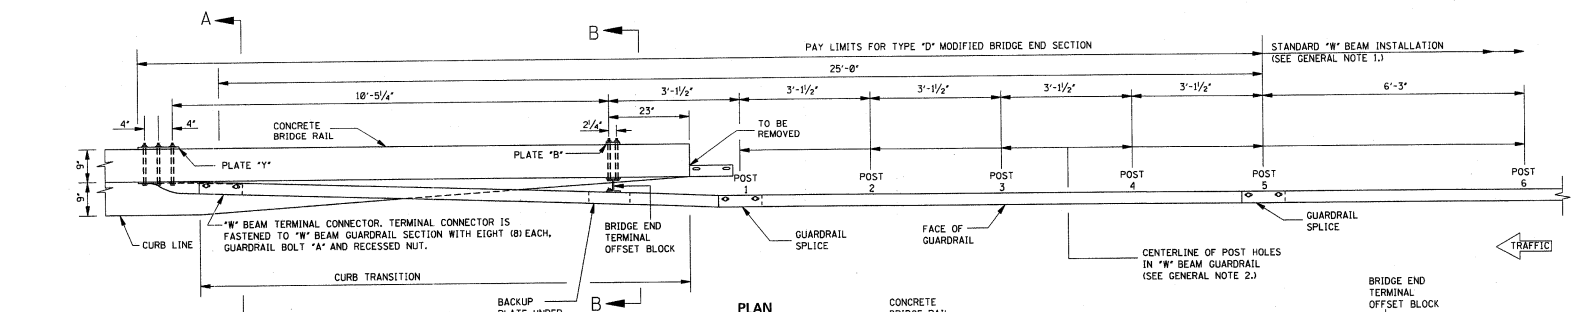 A
B
PAY LIMITS FOR TYPE "D" MODIFIED BRIDGE END SECTION
STANDARD "W" BEAM INSTALLATION
(SEE GENERAL NOTE 1.)
25'-0"
10'-5¼"
3'-1½"
3'-1½"
3'-1½"
3'-1½"
3'-1½"
6'-3"
4"
4"
2¼"
23"
CONCRETE
BRIDGE RAIL
TO BE
REMOVED
PLATE "Y"
PLATE "B"
9"
9"
POST
1
POST
2
POST
3
POST
4
POST
5
POST
6
CURB LINE
"W" BEAM TERMINAL CONNECTOR. TERMINAL CONNECTOR IS
FASTENED TO "W" BEAM GUARDRAIL SECTION WITH EIGHT (8) EACH,
GUARDRAIL BOLT "A" AND RECESSED NUT.
BRIDGE END
TERMINAL
OFFSET BLOCK
GUARDRAIL
SPLICE
FACE OF
GUARDRAIL
GUARDRAIL
SPLICE
TRAFFIC
CENTERLINE OF POST HOLES
IN "W" BEAM GUARDRAIL
(SEE GENERAL NOTE 2.)
CURB TRANSITION
BACKUP
PLATE UNDER
B
PLAN
CONCRETE
BRIDGE RAIL
BRIDGE END
TERMINAL
OFFSET BLOCK